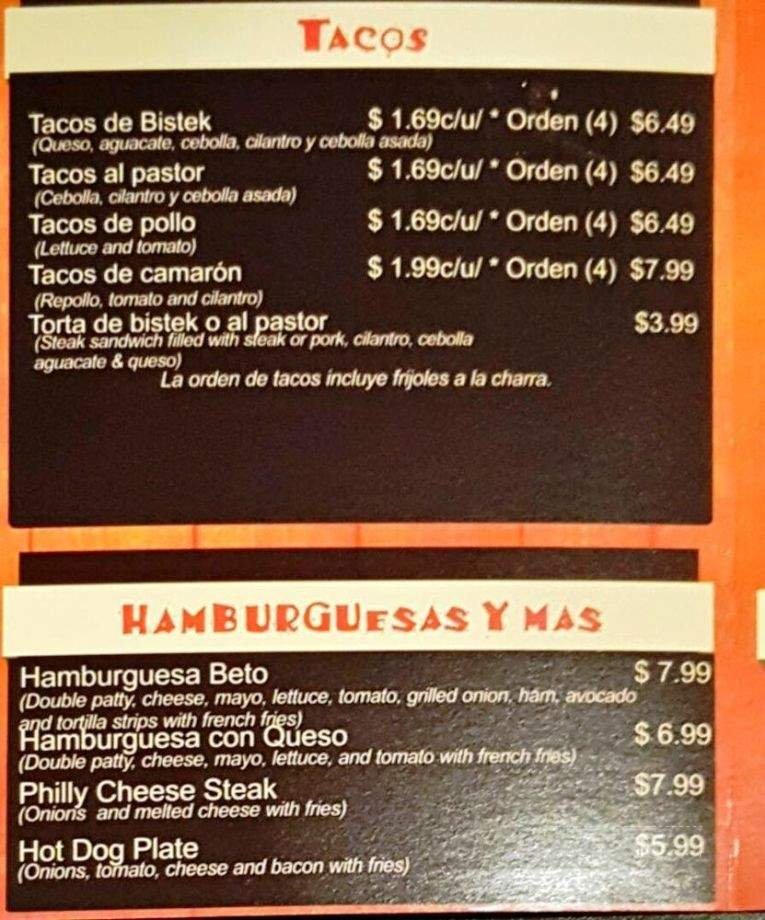 TACOS
Tacos de Bistek $ 1.69c/u/ * Orden (4) $6.49
(Queso, aguacate, cebolla, cilantro y cebolla asada)
Tacos al pastor $ 1.69c/u/ * Orden (4) $6.49
(Cebolla, cilantro y cebolla asada)
Tacos de pollo $ 1.69c/u/ * Orden (4) $6.49
(Lettuce and tomato)
Tacos de camarón $ 1.99c/u/ * Orden (4) $7.99
(Repollo, tomato and cilantro)
Torta de bistek o al pastor $3.99
(Steak sandwich filled with steak or pork, cilantro, cebolla
aguacate & queso)
La orden de tacos incluye frijoles a la charra.
HAMBURGUESAS Y MAS
Hamburguesa Beto $ 7.99
(Double patty, cheese, mayo, lettuce, tomato, grilled onion, ham, avocado
and tortilla strips with french fries)
Hamburguesa con Queso $ 6.99
(Double patty, cheese, mayo, lettuce, and tomato with french fries)
Philly Cheese Steak $7.99
(Onions and melted cheese with fries)
Hot Dog Plate $5.99
(Onions, tomato, cheese and bacon with fries)